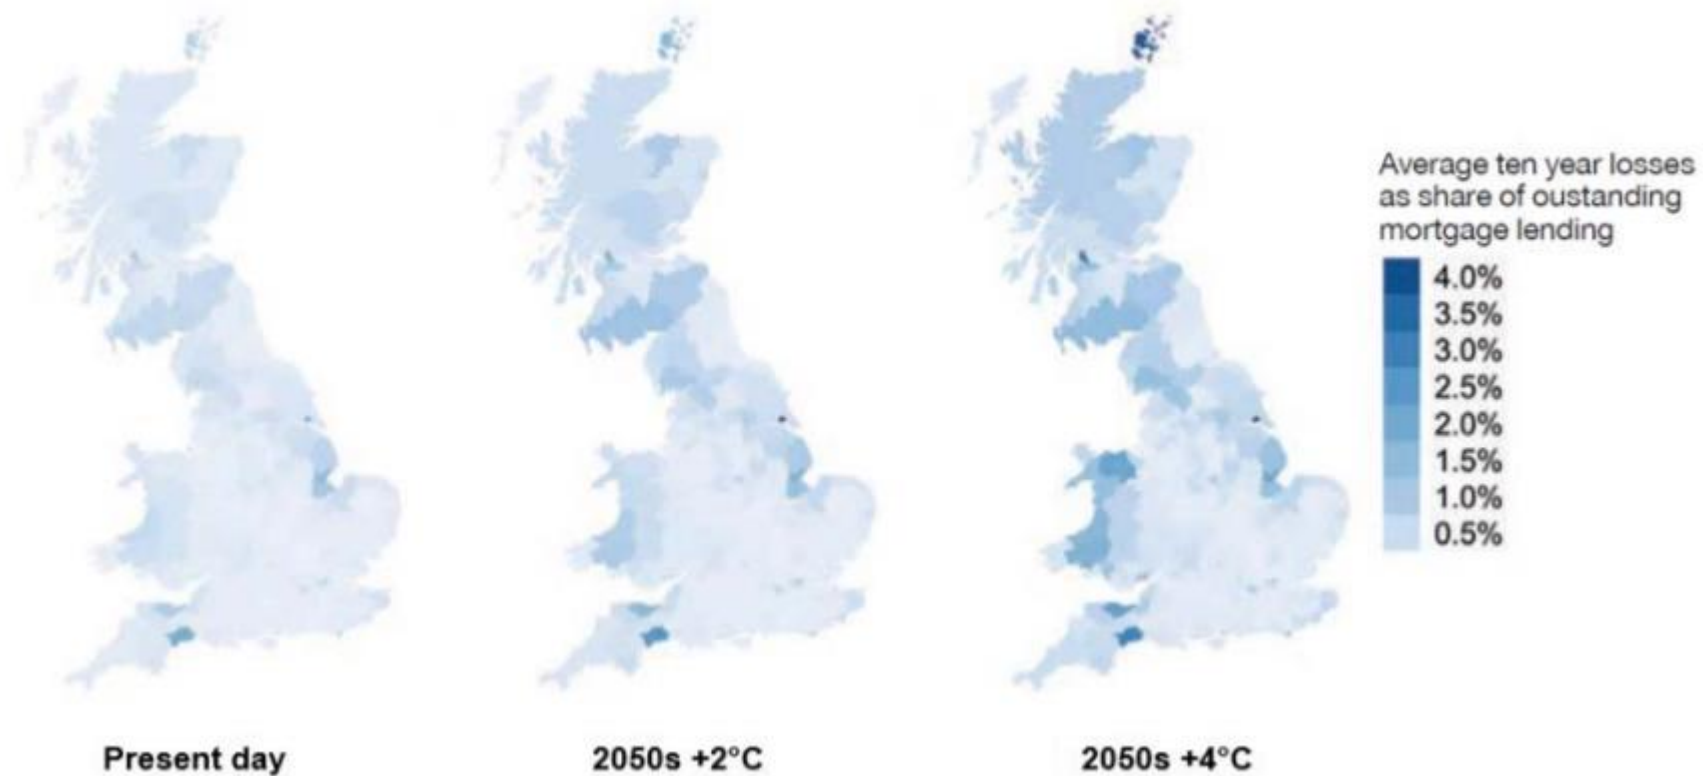 Average ten year losses
as share of oustanding
mortgage lending
4.0%
3.5%
3.0%
2.5%
2.0%
1.5%
1.0%
0.5%
Present day
2050s +2°C
2050s +4°C